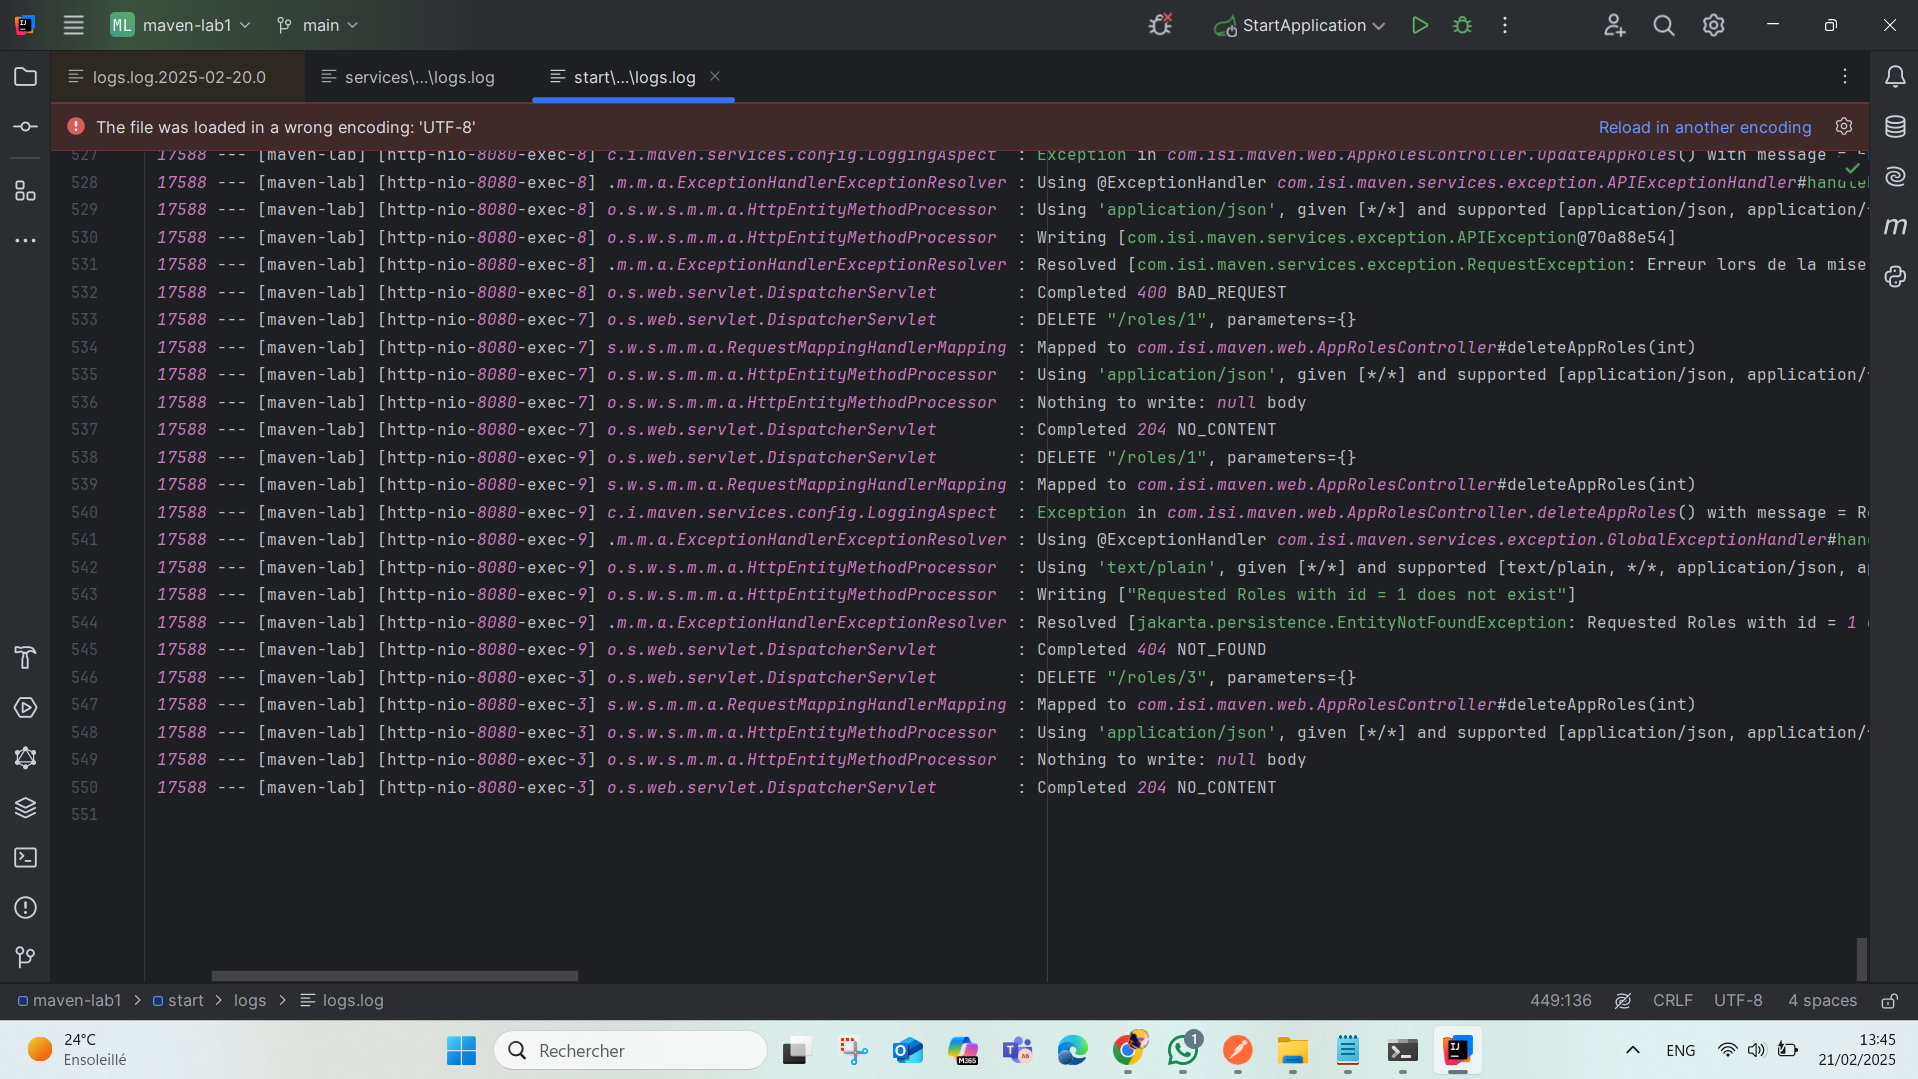 ML maven-lab1 main StartApplication
logs.log.2025-02-20.0 services\...\logs.log start\...\logs.log
The file was loaded in a wrong encoding: 'UTF-8' Reload in another encoding
527 17588 --- [maven-lab] [http-nio-8080-exec-8] c.i.maven.services.config.LoggingAspect : Exception in com.isi.maven.web.AppRolesController.updateAppRoles() with message =
528 17588 --- [maven-lab] [http-nio-8080-exec-8] .m.m.a.ExceptionHandlerExceptionResolver : Using @ExceptionHandler com.isi.maven.services.exception.APIExceptionHandler#handle
529 17588 --- [maven-lab] [http-nio-8080-exec-8] o.s.w.s.m.m.a.HttpEntityMethodProcessor : Using 'application/json', given [*/*] and supported [application/json, application/
530 17588 --- [maven-lab] [http-nio-8080-exec-8] o.s.w.s.m.m.a.HttpEntityMethodProcessor : Writing [com.isi.maven.services.exception.APIException@70a88e54]
531 17588 --- [maven-lab] [http-nio-8080-exec-8] .m.m.a.ExceptionHandlerExceptionResolver : Resolved [com.isi.maven.services.exception.RequestException: Erreur lors de la mise
532 17588 --- [maven-lab] [http-nio-8080-exec-8] o.s.web.servlet.DispatcherServlet : Completed 400 BAD_REQUEST
533 17588 --- [maven-lab] [http-nio-8080-exec-7] o.s.web.servlet.DispatcherServlet : DELETE "/roles/1", parameters={}
534 17588 --- [maven-lab] [http-nio-8080-exec-7] s.w.s.m.m.a.RequestMappingHandlerMapping : Mapped to com.isi.maven.web.AppRolesController#deleteAppRoles(int)
535 17588 --- [maven-lab] [http-nio-8080-exec-7] o.s.w.s.m.m.a.HttpEntityMethodProcessor : Using 'application/json', given [*/*] and supported [application/json, application/
536 17588 --- [maven-lab] [http-nio-8080-exec-7] o.s.w.s.m.m.a.HttpEntityMethodProcessor : Nothing to write: null body
537 17588 --- [maven-lab] [http-nio-8080-exec-7] o.s.web.servlet.DispatcherServlet : Completed 204 NO_CONTENT
538 17588 --- [maven-lab] [http-nio-8080-exec-9] o.s.web.servlet.DispatcherServlet : DELETE "/roles/1", parameters={}
539 17588 --- [maven-lab] [http-nio-8080-exec-9] s.w.s.m.m.a.RequestMappingHandlerMapping : Mapped to com.isi.maven.web.AppRolesController#deleteAppRoles(int)
540 17588 --- [maven-lab] [http-nio-8080-exec-9] c.i.maven.services.config.LoggingAspect : Exception in com.isi.maven.web.AppRolesController.deleteAppRoles() with message = Re
541 17588 --- [maven-lab] [http-nio-8080-exec-9] .m.m.a.ExceptionHandlerExceptionResolver : Using @ExceptionHandler com.isi.maven.services.exception.GlobalExceptionHandler#han
542 17588 --- [maven-lab] [http-nio-8080-exec-9] o.s.w.s.m.m.a.HttpEntityMethodProcessor : Using 'text/plain', given [*/*] and supported [text/plain, */*, application/json, ap
543 17588 --- [maven-lab] [http-nio-8080-exec-9] o.s.w.s.m.m.a.HttpEntityMethodProcessor : Writing ["Requested Roles with id = 1 does not exist"]
544 17588 --- [maven-lab] [http-nio-8080-exec-9] .m.m.a.ExceptionHandlerExceptionResolver : Resolved [jakarta.persistence.EntityNotFoundException: Requested Roles with id = 1
545 17588 --- [maven-lab] [http-nio-8080-exec-9] o.s.web.servlet.DispatcherServlet : Completed 404 NOT_FOUND
546 17588 --- [maven-lab] [http-nio-8080-exec-3] o.s.web.servlet.DispatcherServlet : DELETE "/roles/3", parameters={}
547 17588 --- [maven-lab] [http-nio-8080-exec-3] s.w.s.m.m.a.RequestMappingHandlerMapping : Mapped to com.isi.maven.web.AppRolesController#deleteAppRoles(int)
548 17588 --- [maven-lab] [http-nio-8080-exec-3] o.s.w.s.m.m.a.HttpEntityMethodProcessor : Using 'application/json', given [*/*] and supported [application/json, application/
549 17588 --- [maven-lab] [http-nio-8080-exec-3] o.s.w.s.m.m.a.HttpEntityMethodProcessor : Nothing to write: null body
550 17588 --- [maven-lab] [http-nio-8080-exec-3] o.s.web.servlet.DispatcherServlet : Completed 204 NO_CONTENT
551
maven-lab1 > start > logs > logs.log 449:136 CRLF UTF-8 4 spaces
24°C
Ensoleillé
Rechercher
M365
1
ENG
13:45
21/02/2025